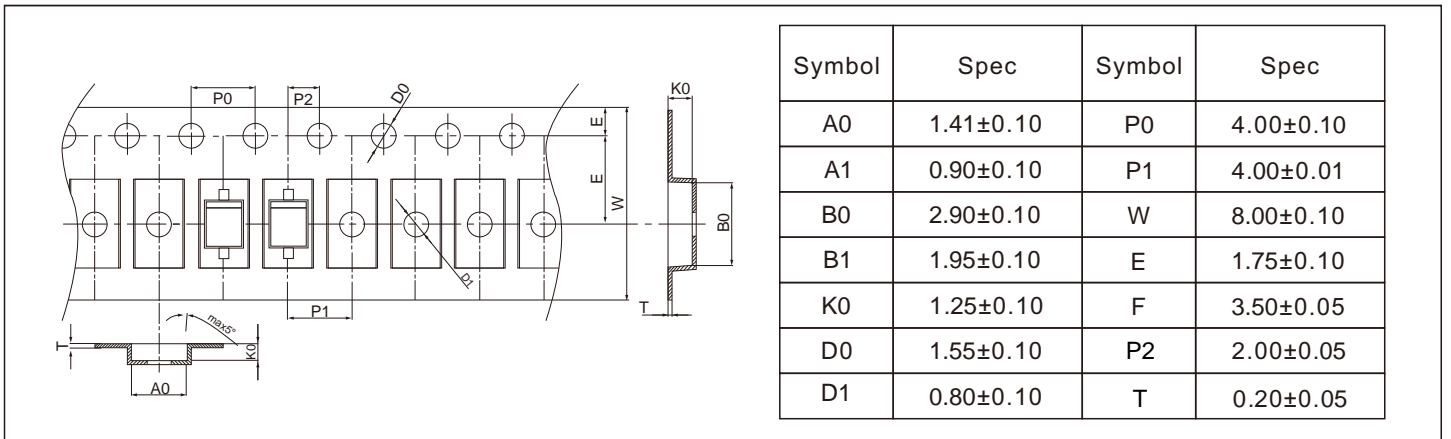 P0
P2
D0
E
E
W
D1
P1
K0
B0
T
max5°
T
K0
A0
Symbol Spec Symbol Spec
A0 1.41±0.10 P0 4.00±0.10
A1 0.90±0.10 P1 4.00±0.01
B0 2.90±0.10 W 8.00±0.10
B1 1.95±0.10 E 1.75±0.10
K0 1.25±0.10 F 3.50±0.05
D0 1.55±0.10 P2 2.00±0.05
D1 0.80±0.10 T 0.20±0.05